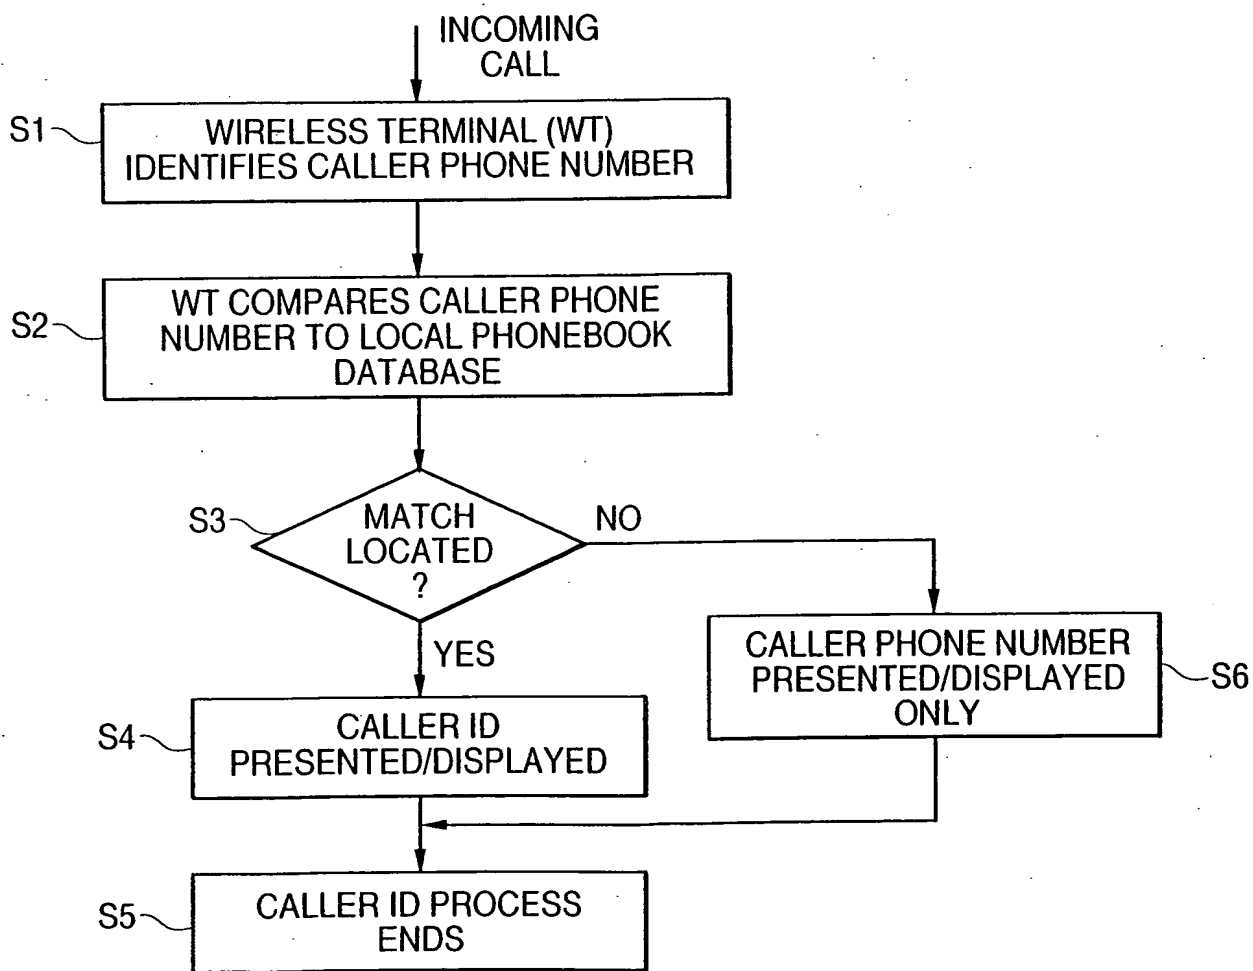 INCOMING
CALL
S1
WIRELESS TERMINAL (WT)
IDENTIFIES CALLER PHONE NUMBER
S2
WT COMPARES CALLER PHONE
NUMBER TO LOCAL PHONEBOOK
DATABASE
S3
MATCH
LOCATED
?
NO
YES
CALLER PHONE NUMBER
PRESENTED/DISPLAYED
ONLY
S6
S4
CALLER ID
PRESENTED/DISPLAYED
S5
CALLER ID PROCESS
ENDS